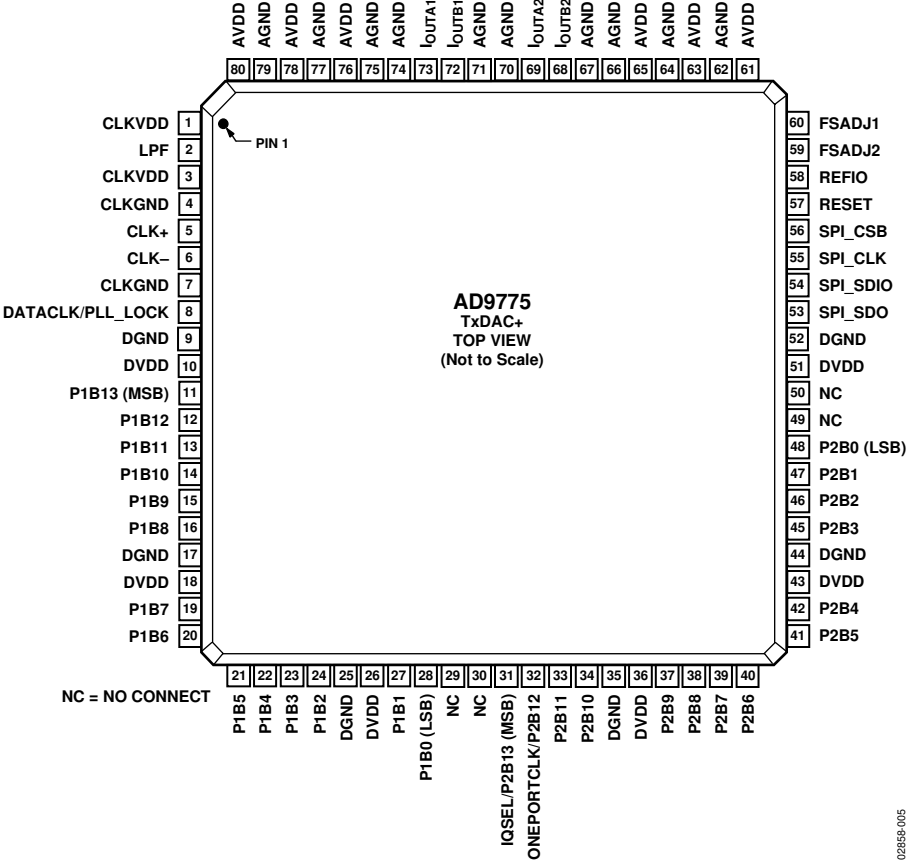 AVDD AGND AVDD AGND AVDD AGND AGND IOUTA1 IOUTB1 AGND AGND IOUTA2 IOUTB2 AGND AGND AVDD AGND AVDD AGND AVDD
80 79 78 77 76 75 74 73 72 71 70 69 68 67 66 65 64 63 62 61
CLKVDD 1
LPF 2
CLKVDD 3
CLKGND 4
CLK+ 5
CLK– 6
CLKGND 7
DATACLK/PLL_LOCK 8
DGND 9
DVDD 10
P1B13 (MSB) 11
P1B12 12
P1B11 13
P1B10 14
P1B9 15
P1B8 16
DGND 17
DVDD 18
P1B7 19
P1B6 20
PIN 1
AD9775
TxDAC+
TOP VIEW
(Not to Scale)
60 FSADJ1
59 FSADJ2
58 REFIO
57 RESET
56 SPI_CSB
55 SPI_CLK
54 SPI_SDIO
53 SPI_SDO
52 DGND
51 DVDD
50 NC
49 NC
48 P2B0 (LSB)
47 P2B1
46 P2B2
45 P2B3
44 DGND
43 DVDD
42 P2B4
41 P2B5
21 22 23 24 25 26 27 28 29 30 31 32 33 34 35 36 37 38 39 40
P1B5 P1B4 P1B3 P1B2 DGND DVDD P1B1 P1B0 (LSB) NC NC IQSEL/P2B13 (MSB) ONEPORTCLK/P2B12 P2B11 P2B10 DGND DVDD P2B9 P2B8 P2B7 P2B6
NC = NO CONNECT
02858-005